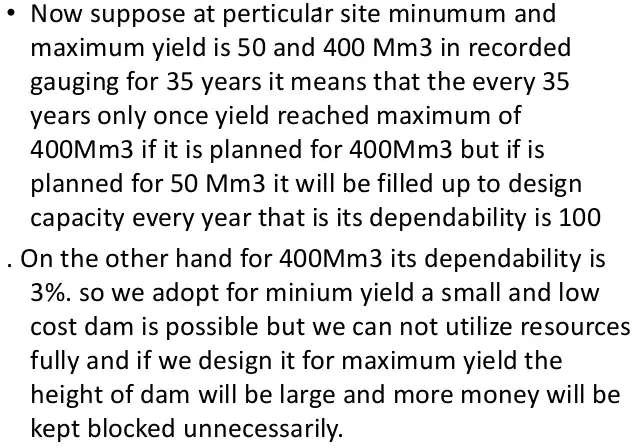 • Now suppose at perticular site minumum and
maximum yield is 50 and 400 Mm3 in recorded
gauging for 35 years it means that the every 35
years only once yield reached maximum of
400Mm3 if it is planned for 400Mm3 but if is
planned for 50 Mm3 it will be filled up to design
capacity every year that is its dependability is 100
. On the other hand for 400Mm3 its dependability is
3%. so we adopt for minium yield a small and low
cost dam is possible but we can not utilize resources
fully and if we design it for maximum yield the
height of dam will be large and more money will be
kept blocked unnecessarily.